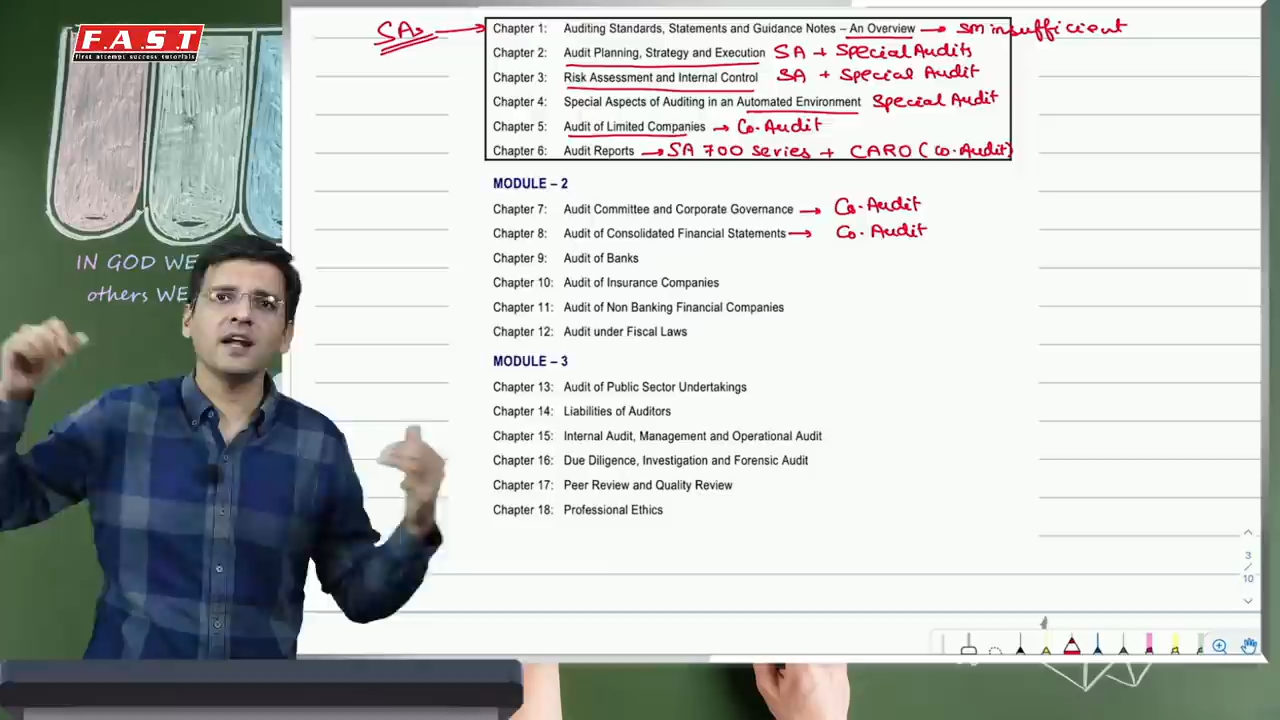 F.A.S.T
first attempt success tutorials
IN GOD WE
others WE
SAs → Chapter 1: Auditing Standards, Statements and Guidance Notes – An Overview → SM insufficient
Chapter 2: Audit Planning, Strategy and Execution SA + Special Audits
Chapter 3: Risk Assessment and Internal Control SA + Special Audit
Chapter 4: Special Aspects of Auditing in an Automated Environment Special Audit
Chapter 5: Audit of Limited Companies → Co. Audit
Chapter 6: Audit Reports → SA 700 series + CARO (Co. Audit)
MODULE – 2
Chapter 7: Audit Committee and Corporate Governance → Co. Audit
Chapter 8: Audit of Consolidated Financial Statements → Co. Audit
Chapter 9: Audit of Banks
Chapter 10: Audit of Insurance Companies
Chapter 11: Audit of Non Banking Financial Companies
Chapter 12: Audit under Fiscal Laws
MODULE – 3
Chapter 13: Audit of Public Sector Undertakings
Chapter 14: Liabilities of Auditors
Chapter 15: Internal Audit, Management and Operational Audit
Chapter 16: Due Diligence, Investigation and Forensic Audit
Chapter 17: Peer Review and Quality Review
Chapter 18: Professional Ethics
3
/
10